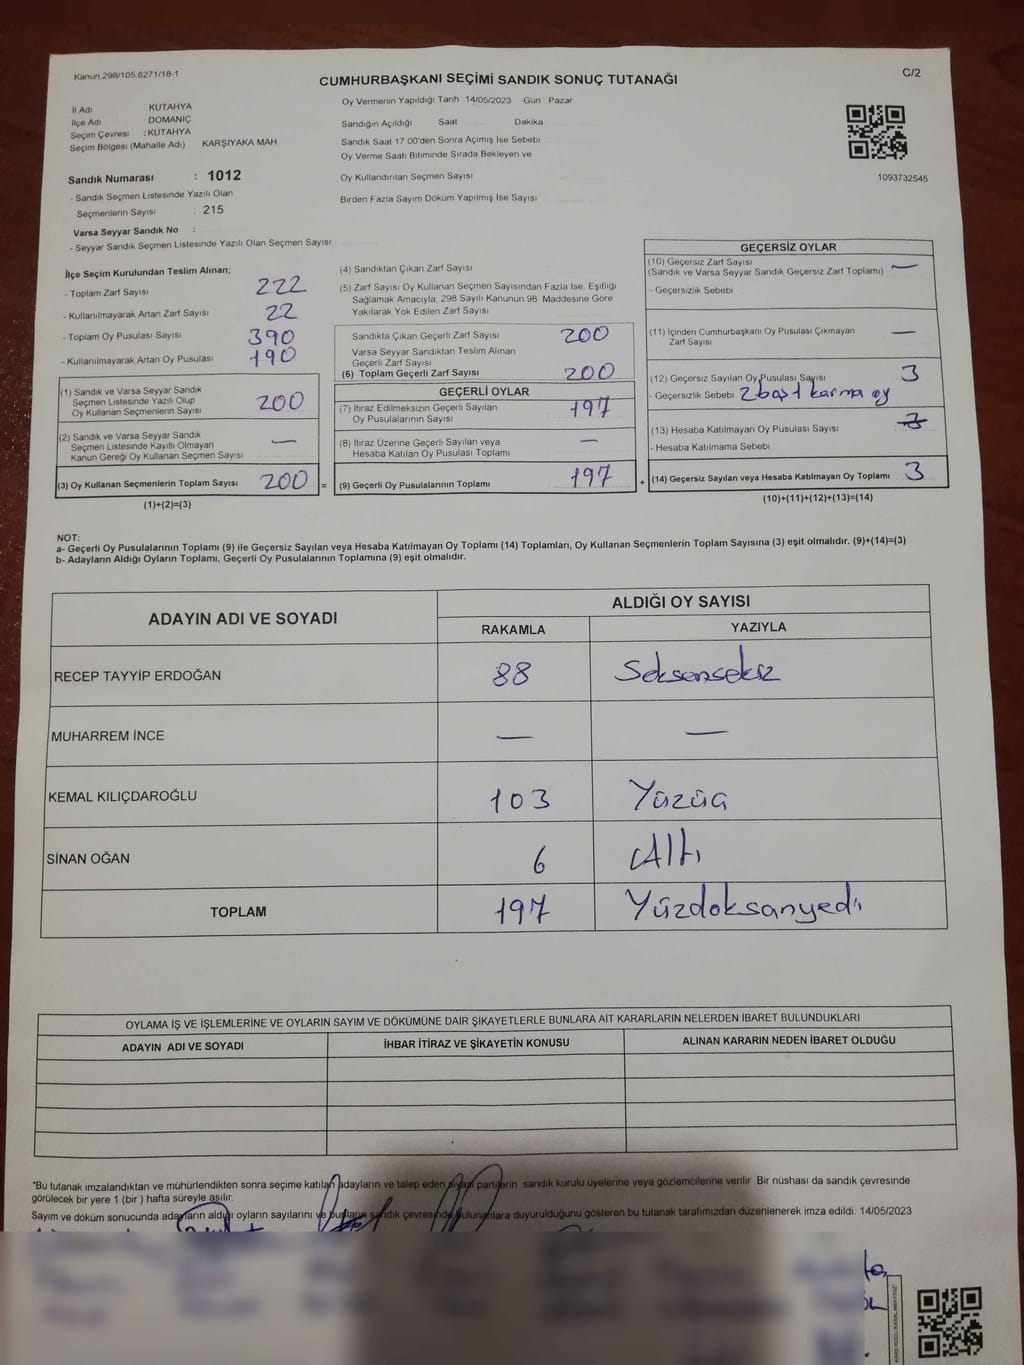 Kanun.298/105.6271/18-1
C/2
CUMHURBAŞKANI SEÇİMİ SANDIK SONUÇ TUTANAĞI
İl Adı KUTAHYA
İlçe Adı DOMANİÇ
Seçim Çevresi :KUTAHYA
Seçim Bölgesi (Mahalle Adı) KARŞIYAKA MAH
Sandık Numarası : 1012
- Sandık Seçmen Listesinde Yazılı Olan
Seçmenlerin Sayısı : 215
Varsa Seyyar Sandık No :
- Seyyar Sandık Seçmen Listesinde Yazılı Olan Seçmen Sayısı
Oy Vermenin Yapıldığı Tarih 14/05/2023 Gün Pazar
Sandığın Açıldığı Saat Dakika
Sandık Saat 17 00'den Sonra Açımış İse Sebebi
Oy Verme Saati Bitiminde Sırada Bekleyen ve
Oy Kullandırılan Seçmen Sayısı
Birden Fazla Sayım Döküm Yapılmış İse Sayısı
1093732545
İlçe Seçim Kurulundan Teslim Alınan;
- Toplam Zarf Sayısı 222
- Kullanılmayarak Artan Zarf Sayısı 22
- Toplam Oy Pusulası Sayısı 390
- Kullanılmayarak Artan Oy Pusulası 190
(1) Sandık ve Varsa Seyyar Sandık
Seçmen Listesinde Yazılı Olup
Oy Kullanan Seçmenlerin Sayısı 200
(2) Sandık ve Varsa Seyyar Sandık
Seçmen Listesinde Kayıtlı Olmayan
Kanun Gereği Oy Kullanan Seçmen Sayısı —
(3) Oy Kullanan Seçmenlerin Toplam Sayısı 200 =
(1)+(2)=(3)
(4) Sandıktan Çıkan Zarf Sayısı
(5) Zarf Sayısı Oy Kullanan Seçmen Sayısından Fazla İse, Eşitliği
Sağlamak Amacıyla, 298 Sayılı Kanunun 98. Maddesine Göre
Yakılarak Yok Edilen Zarf Sayısı
Sandıkta Çıkan Geçerli Zarf Sayısı 200
Varsa Seyyar Sandıktan Teslim Alınan
Geçerli Zarf Sayısı
(6) Toplam Geçerli Zarf Sayısı 200
GEÇERLİ OYLAR
(7) İtiraz Edilmeksizin Geçerli Sayılan
Oy Pusulalarının Sayısı 197
(8) İtiraz Üzerine Geçerli Sayılan veya
Hesaba Katılan Oy Pusulası Toplamı —
(9) Geçerli Oy Pusulalarının Toplamı 197 +
GEÇERSİZ OYLAR
(10) Geçersiz Zarf Sayısı
(Sandık ve Varsa Seyyar Sandık Geçersiz Zarf Toplamı) —
- Geçersizlik Sebebi
(11) İçinden Cumhurbaşkanı Oy Pusulası Çıkmayan
Zarf Sayısı —
(12) Geçersiz Sayılan Oy Pusulası Sayısı 3
- Geçersizlik Sebebi 2 boş 1 karma oy
(13) Hesaba Katılmayan Oy Pusulası Sayısı
- Hesaba Katılmama Sebebi
(14) Geçersiz Sayılan veya Hesaba Katılmayan Oy Toplamı 3
(10)+(11)+(12)+(13)=(14)
NOT:
a- Geçerli Oy Pusulalarının Toplamı (9) ile Geçersiz Sayılan veya Hesaba Katılmayan Oy Toplamı (14) Toplamları, Oy Kullanan Seçmenlerin Toplam Sayısına (3) eşit olmalıdır. (9)+(14)=(3)
b- Adayların Aldığı Oyların Toplamı, Geçerli Oy Pusulalarının Toplamına (9) eşit olmalıdır.
ADAYIN ADI VE SOYADI ALDIĞI OY SAYISI
RAKAMLA YAZIYLA
RECEP TAYYİP ERDOĞAN 88 Seksensekiz
MUHARREM İNCE — —
KEMAL KILIÇDAROĞLU 103 Yüzüç
SİNAN OĞAN 6 Altı
TOPLAM 197 Yüzdoksanyedi
OYLAMA İŞ VE İŞLEMLERİNE VE OYLARIN SAYIM VE DÖKÜMÜNE DAİR ŞİKAYETLERLE BUNLARA AİT KARARLARIN NELERDEN İBARET BULUNDUKLARI
ADAYIN ADI VE SOYADI İHBAR İTİRAZ VE ŞİKAYETİN KONUSU ALINAN KARARIN NEDEN İBARET OLDUĞU
*Bu tutanak imzalandıktan ve mühürlendikten sonra seçime katılan adayların ve talep eden siyasi partilerin sandık kurulu üyelerine veya gözlemcilerine verilir. Bir nüshası da sandık çevresinde
görülecek bir yere 1 (bir ) hafta süreyle asılır.
Sayım ve döküm sonucunda adayların aldığı oyların sayılarını ve bunların sandık çevresinde bulunanlara duyurulduğunu gösteren bu tutanak tarafımızdan düzenlenerek imza edildi. 14/05/2023